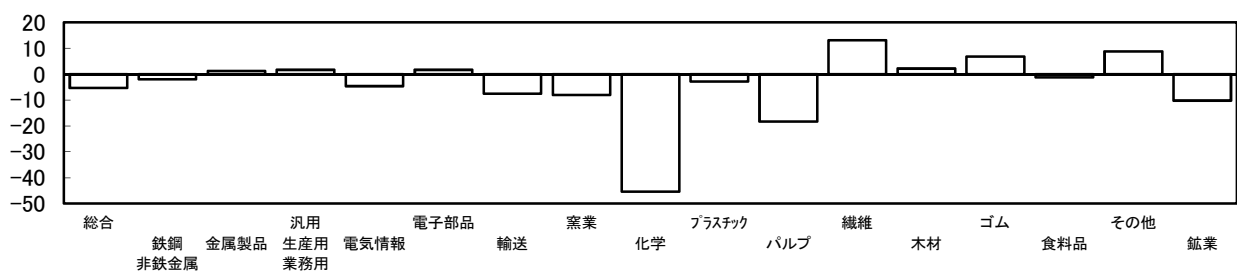 20
10
0
-10
-20
-30
-40
-50
総合
鉄鋼
非鉄金属
金属製品
汎用
生産用
業務用
電気情報
電子部品
輸送
窯業
化学
プラスチック
パルプ
繊維
木材
ゴム
食料品
その他
鉱業